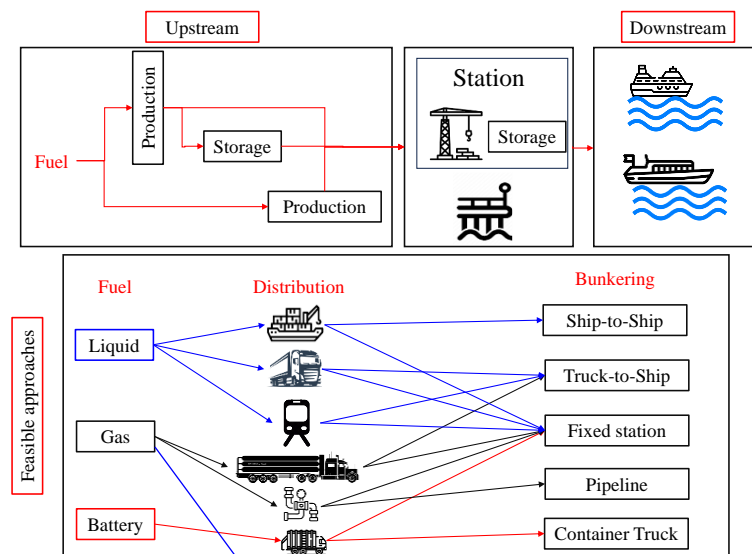 Upstream
Downstream
Production
Fuel
Storage
Production
Station
Storage
Feasible approaches
Fuel
Distribution
Bunkering
Liquid
Ship-to-Ship
Truck-to-Ship
Gas
Fixed station
Pipeline
Battery
Container Truck